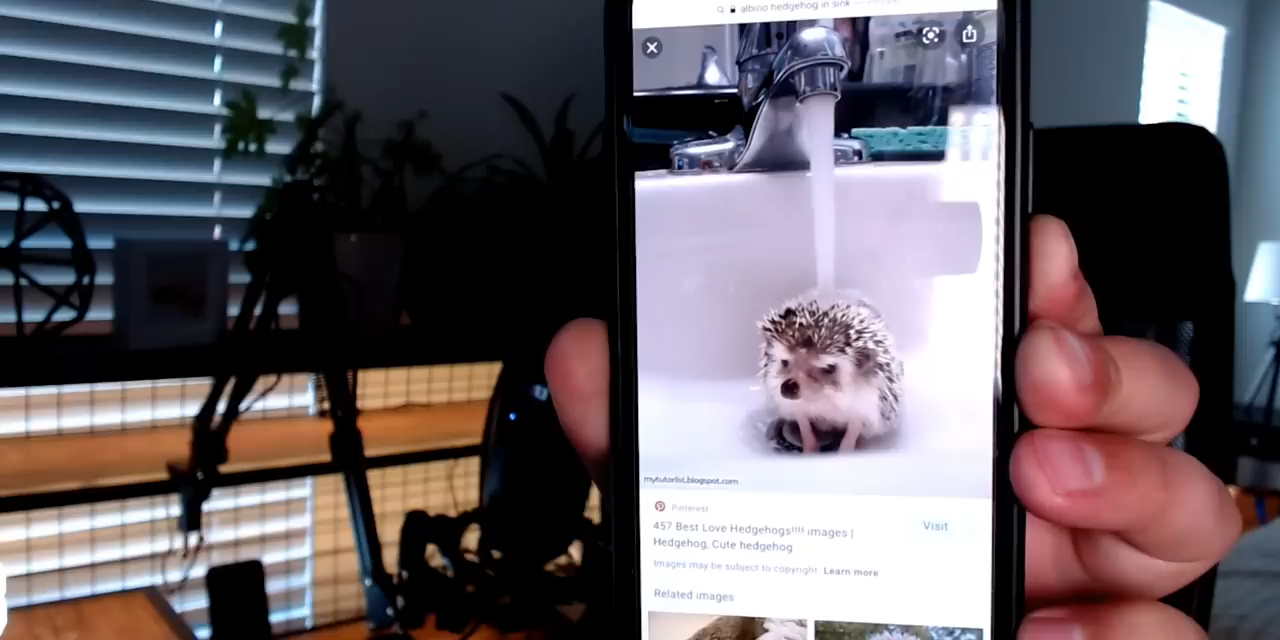 albino hedgehog in sink
mytutorlist.blogspot.com
Pinterest
457 Best Love Hedgehogs!!!! images |
Hedgehog, Cute hedgehog
Visit
Images may be subject to copyright. Learn more
Related images